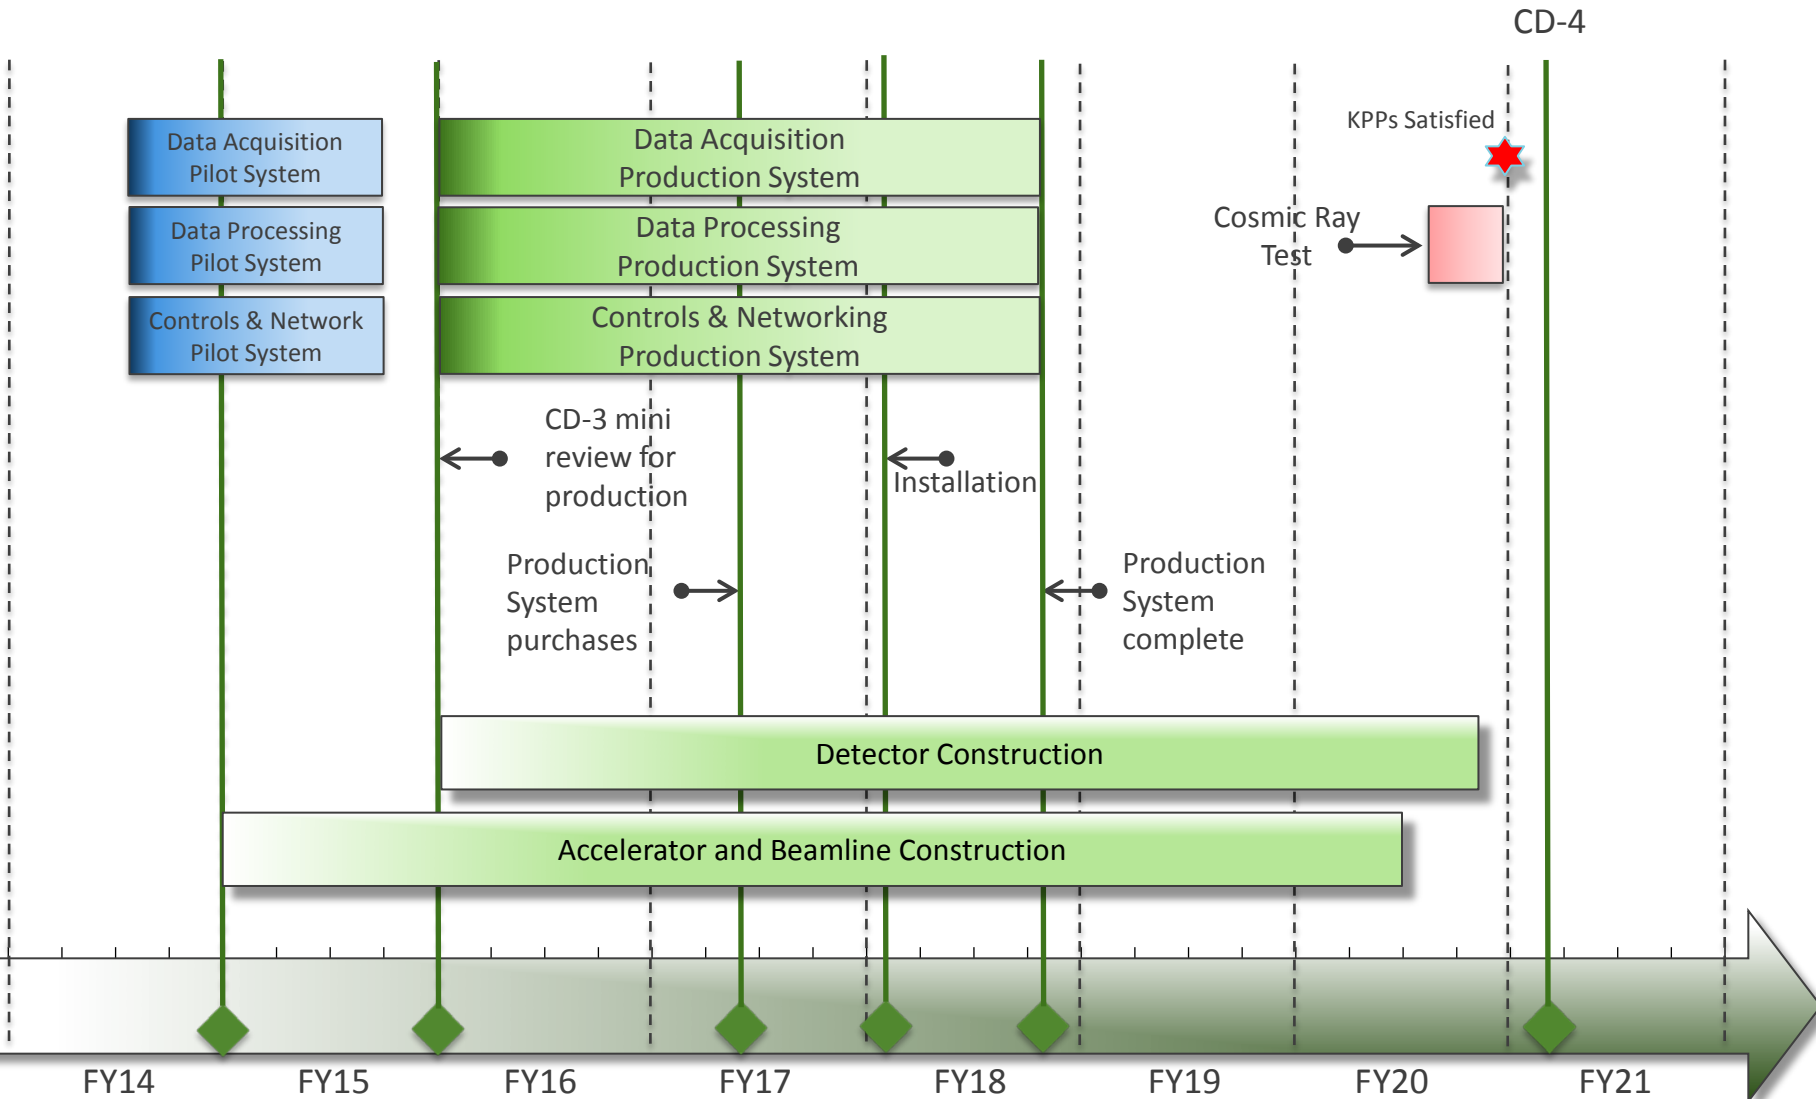 CD-4
Data Acquisition
Pilot System
Data Acquisition
Production System
KPPs Satisfied
Data Processing
Pilot System
Data Processing
Production System
Cosmic Ray
Test
Controls & Network
Pilot System
Controls & Networking
Production System
CD-3 mini
review for
production
Installation
Production
System
purchases
Production
System
complete
Detector Construction
Accelerator and Beamline Construction
FY14
FY15
FY16
FY17
FY18
FY19
FY20
FY21